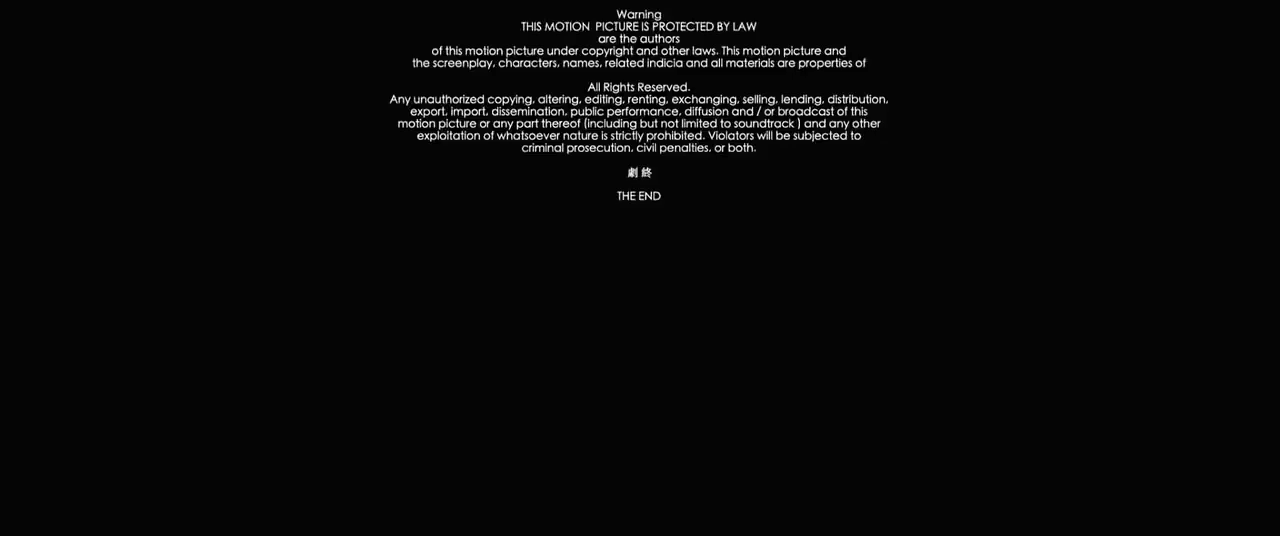 Warning
THIS MOTION PICTURE IS PROTECTED BY LAW
are the authors
of this motion picture under copyright and other laws. This motion picture and
the screenplay, characters, names, related indicia and all materials are properties of
All Rights Reserved.
Any unauthorized copying, altering, editing, renting, exchanging, selling, lending, distribution,
export, import, dissemination, public performance, diffusion and / or broadcast of this
motion picture or any part thereof (including but not limited to soundtrack ) and any other
exploitation of whatsoever nature is strictly prohibited. Violators will be subjected to
criminal prosecution, civil penalties, or both.
劇 終
THE END